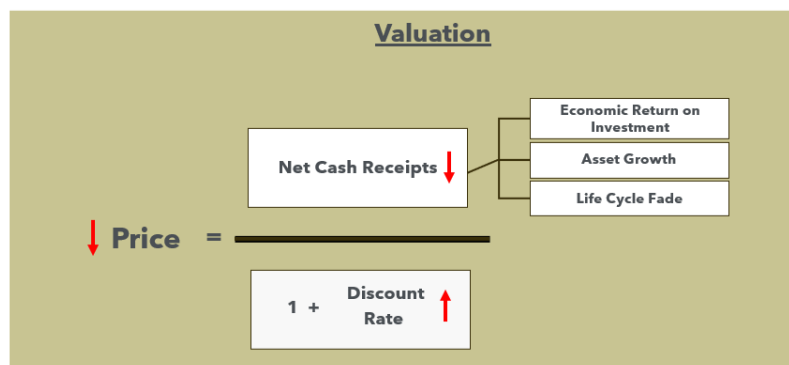 Valuation
Economic Return on
Investment
Net Cash Receipts
Asset Growth
Life Cycle Fade
Price =
1 + Discount
Rate